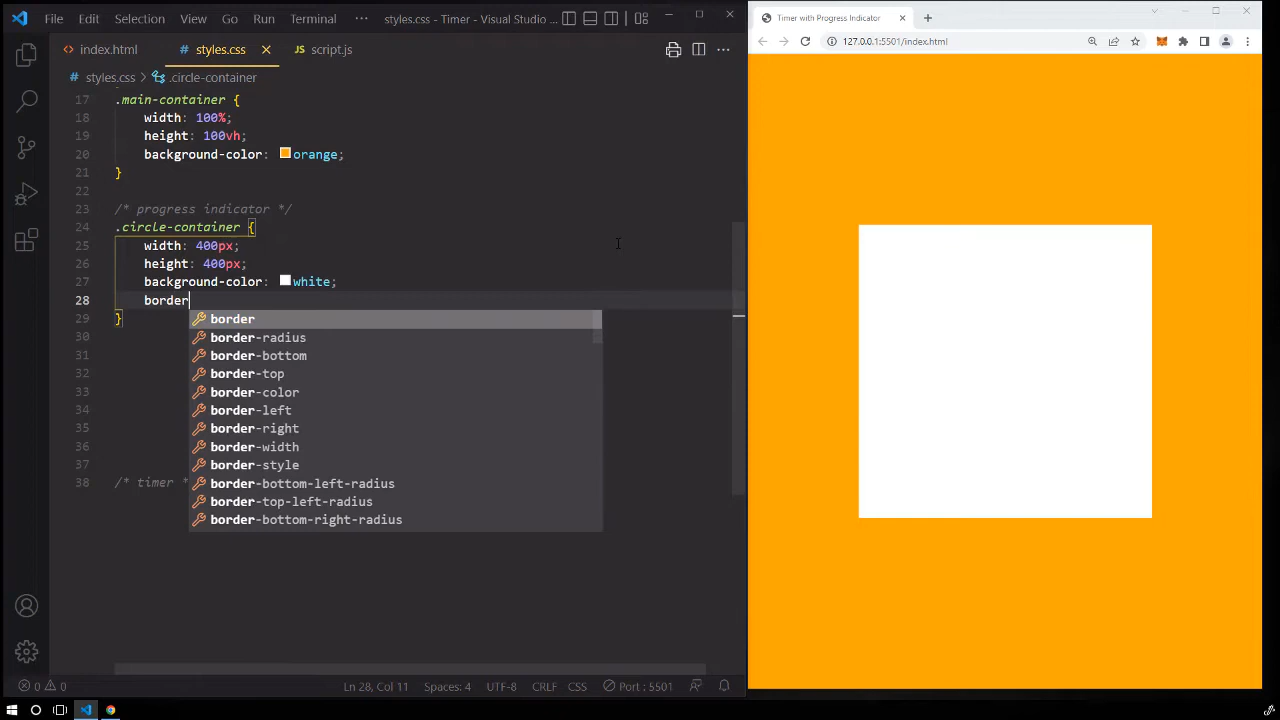 File Edit Selection View Go Run Terminal ··· styles.css - Timer - Visual Studio ...
index.html # styles.css JS script.js
# styles.css > .circle-container
17 .main-container {
18 width: 100%;
19 height: 100vh;
20 background-color: orange;
21 }
22
23 /* progress indicator */
24 .circle-container {
25 width: 400px;
26 height: 400px;
27 background-color: white;
28 border
29 }
30
31
32
33
34
35
36
37
38 /* timer *
border
border-radius
border-bottom
border-top
border-color
border-left
border-right
border-width
border-style
border-bottom-left-radius
border-top-left-radius
border-bottom-right-radius
0 0 Ln 28, Col 11 Spaces: 4 UTF-8 CRLF CSS Port : 5501
Timer with Progress Indicator
127.0.0.1:5501/index.html